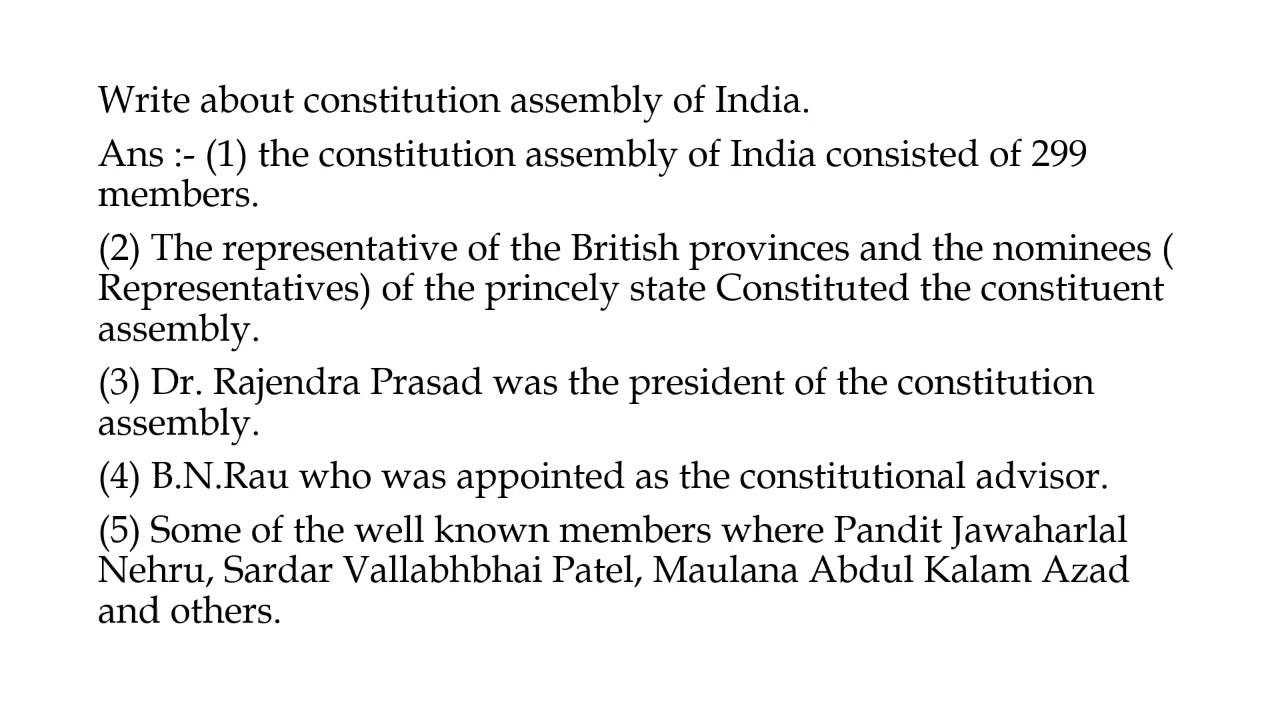 Write about constitution assembly of India.
Ans :- (1) the constitution assembly of India consisted of 299
members.
(2) The representative of the British provinces and the nominees (
Representatives) of the princely state Constituted the constituent
assembly.
(3) Dr. Rajendra Prasad was the president of the constitution
assembly.
(4) B.N.Rau who was appointed as the constitutional advisor.
(5) Some of the well known members where Pandit Jawaharlal
Nehru, Sardar Vallabhbhai Patel, Maulana Abdul Kalam Azad
and others.